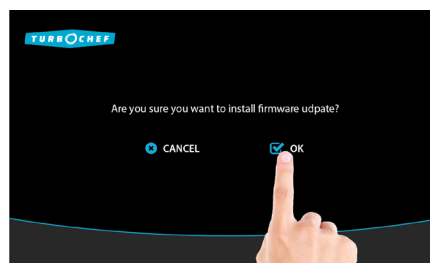 TURBOCHEF
Are you sure you want to install firmware udpate?
CANCEL OK